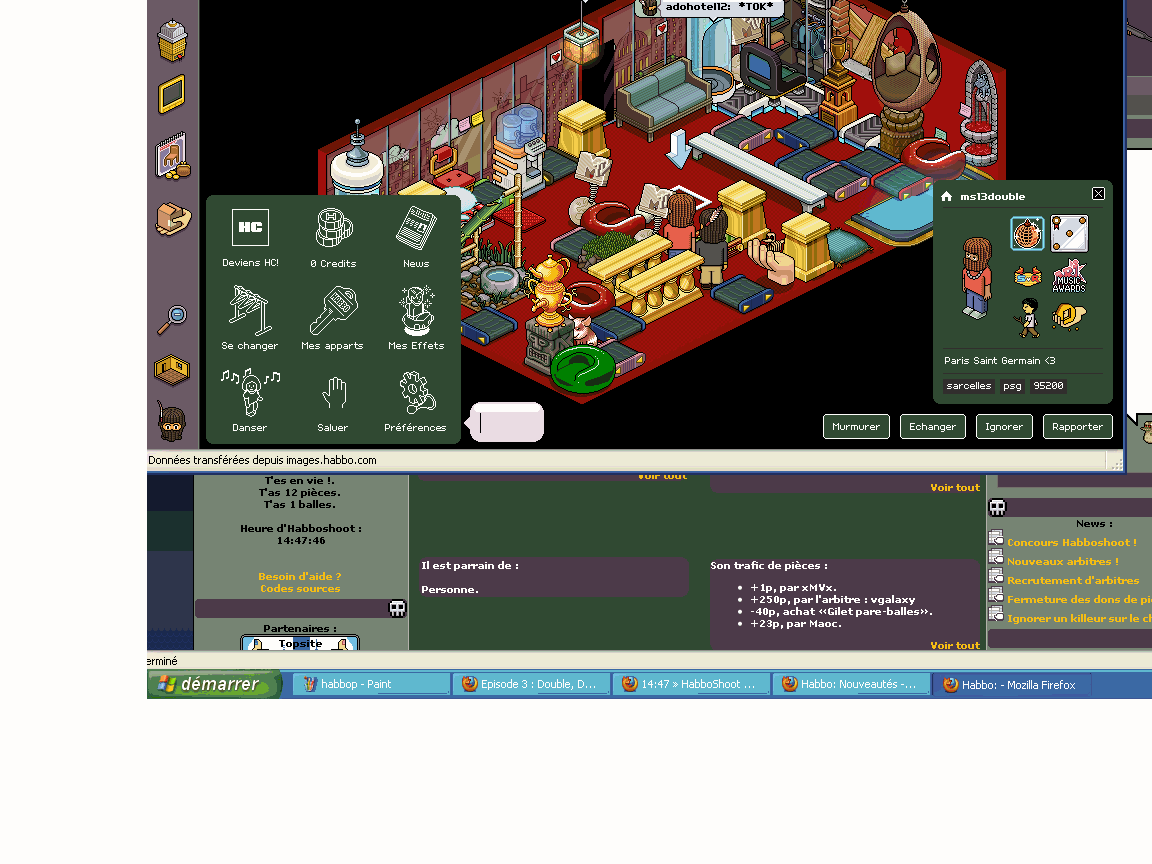 adohotel12: *TOK*
HC
Deviens HC!
0 Credits
News
Se changer
Mes apparts
Mes Effets
Danser
Saluer
Préférences
MTV
ms13double
MUSIC
AWARDS
Paris Saint Germain <3
sarcelles psg 95200
Murmurer Echanger Ignorer Rapporter
Données transférées depuis images.habbo.com
T'es en vie !.
T'as 12 pièces.
T'as 1 balles.
Heure d'Habboshoot :
14:47:46
Besoin d'aide ?
Codes sources
Partenaires :
Topsite
Voir tout
Il est parrain de :
Personne.
Voir tout
Son trafic de pièces :
+1p, par xMVx.
+250p, par l'arbitre : vgalaxy
-40p, achat «Gilet pare-balles».
+23p, par Maoc.
Voir tout
News :
Concours Habboshoot !
Nouveaux arbitres !
Recrutement d'arbitres
Fermeture des dons de
Ignorer un killeur sur le
erminé
démarrer
habbop - Paint
Episode 3 : Double, D...
14:47 » HabboShoot ...
Habbo: Nouveautés -...
Habbo: - Mozilla Firefox